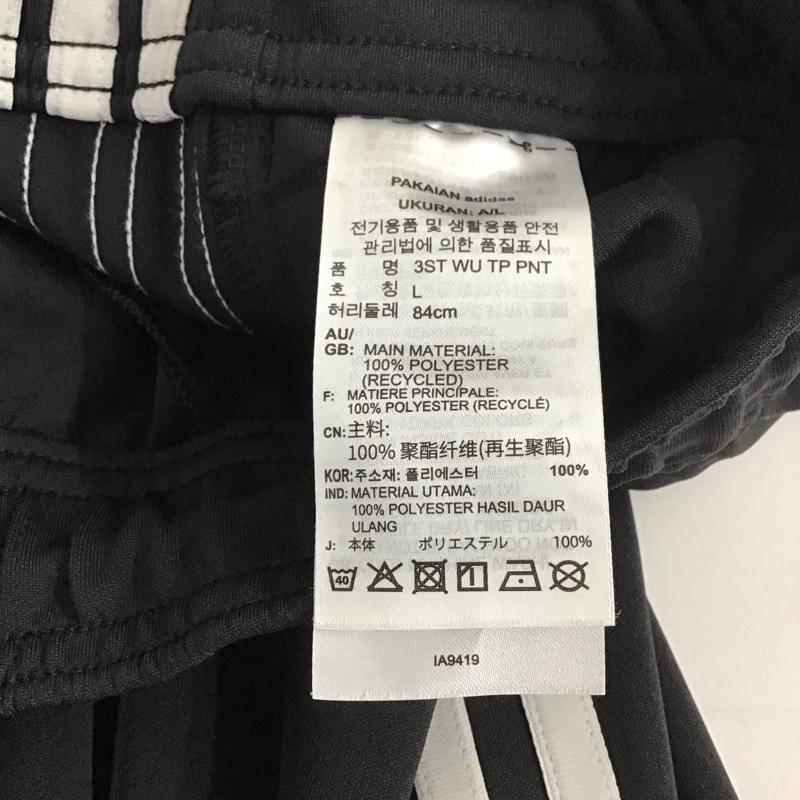 PAKAIAN adidas
UKURAN: A/L
전기용품 및 생활용품 안전
관리법에 의한 품질표시
품 명 3ST WU TP PNT
호 칭 L
허리둘레 84cm
AU/
GB: MAIN MATERIAL:
100% POLYESTER
(RECYCLED)
F: MATIERE PRINCIPALE:
100% POLYESTER (RECYCLÉ)
CN:主料:
100% 聚酯纤维(再生聚酯)
KOR:주소재: 폴리에스터 100%
IND: MATERIAL UTAMA:
100% POLYESTER HASIL DAUR
ULANG
J: 本体 ポリエステル 100%
40
IA9419